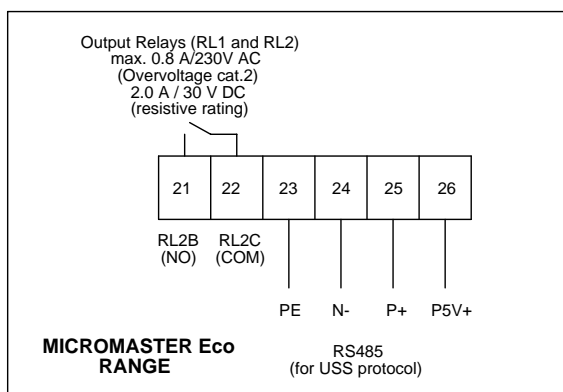 Output Relays (RL1 and RL2)
max. 0.8 A/230V AC
(Overvoltage cat.2)
2.0 A / 30 V DC
(resistive rating)
21 22 23 24 25 26
RL2B RL2C
(NO) (COM)
PE N- P+ P5V+
MICROMASTER Eco
RANGE
RS485
(for USS protocol)